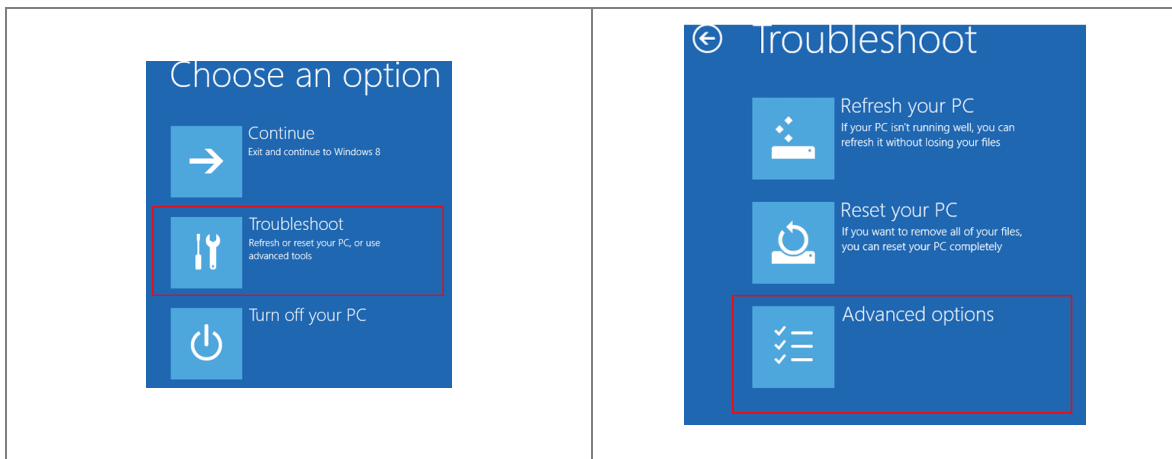 Choose an option
Continue
Exit and continue to Windows 8
Troubleshoot
Refresh or reset your PC, or use
advanced tools
Turn off your PC
Troubleshoot
Refresh your PC
If your PC isn't running well, you can
refresh it without losing your files
Reset your PC
If you want to remove all of your files,
you can reset your PC completely
Advanced options